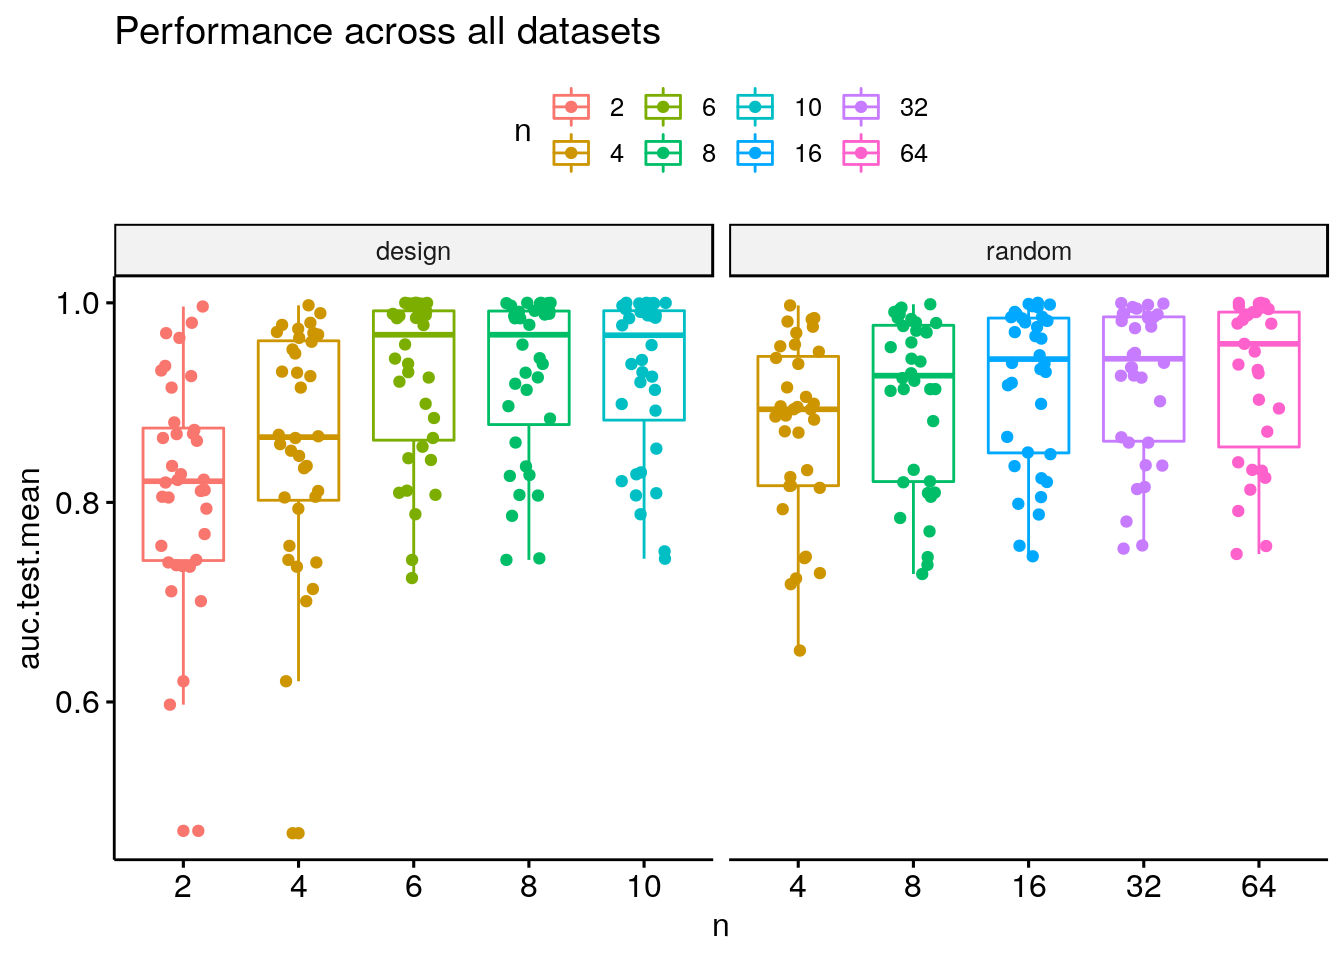 Performance across all datasets
n
2 6 10 32
4 8 16 64
design random
auc.test.mean
1.0
0.8
0.6
2 4 6 8 10 4 8 16 32 64
n